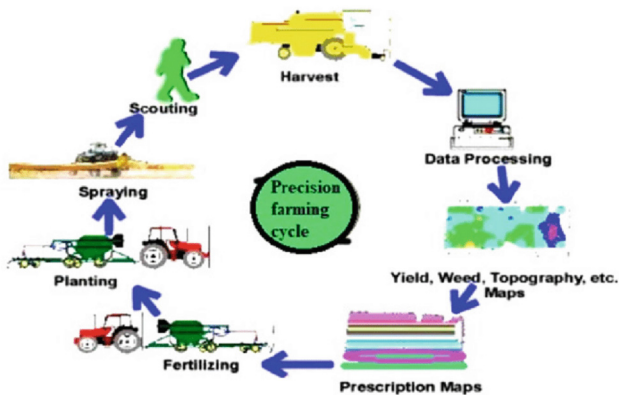 Harvest
Data Processing
Yield, Weed, Topography, etc.
Maps
Prescription Maps
Fertilizing
Planting
Spraying
Scouting
Precision
farming
cycle